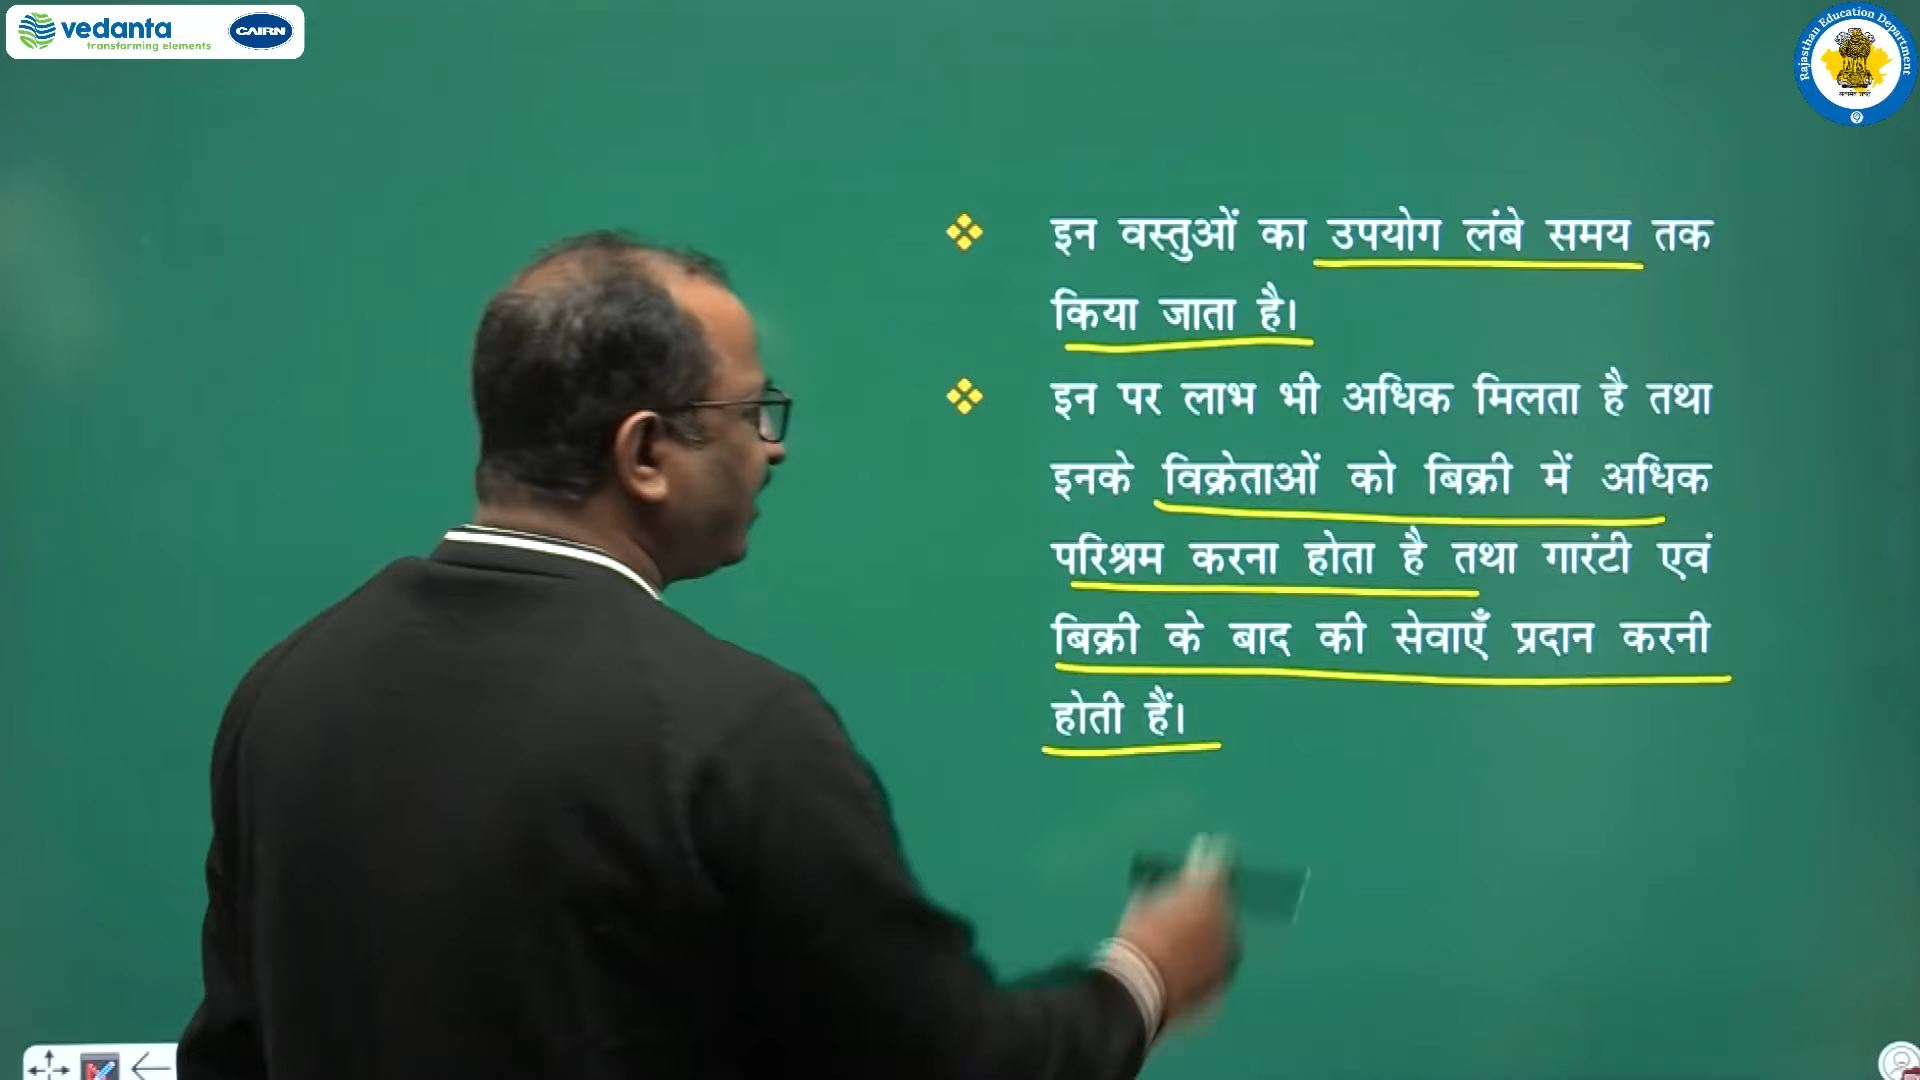 vedanta
transforming elements
CAIRN
Rajasthan Education Department
इन वस्तुओं का उपयोग लंबे समय तक
किया जाता है।
इन पर लाभ भी अधिक मिलता है तथा
इनके विक्रेताओं को बिक्री में अधिक
परिश्रम करना होता है तथा गारंटी एवं
बिक्री के बाद की सेवाएँ प्रदान करनी
होती हैं।